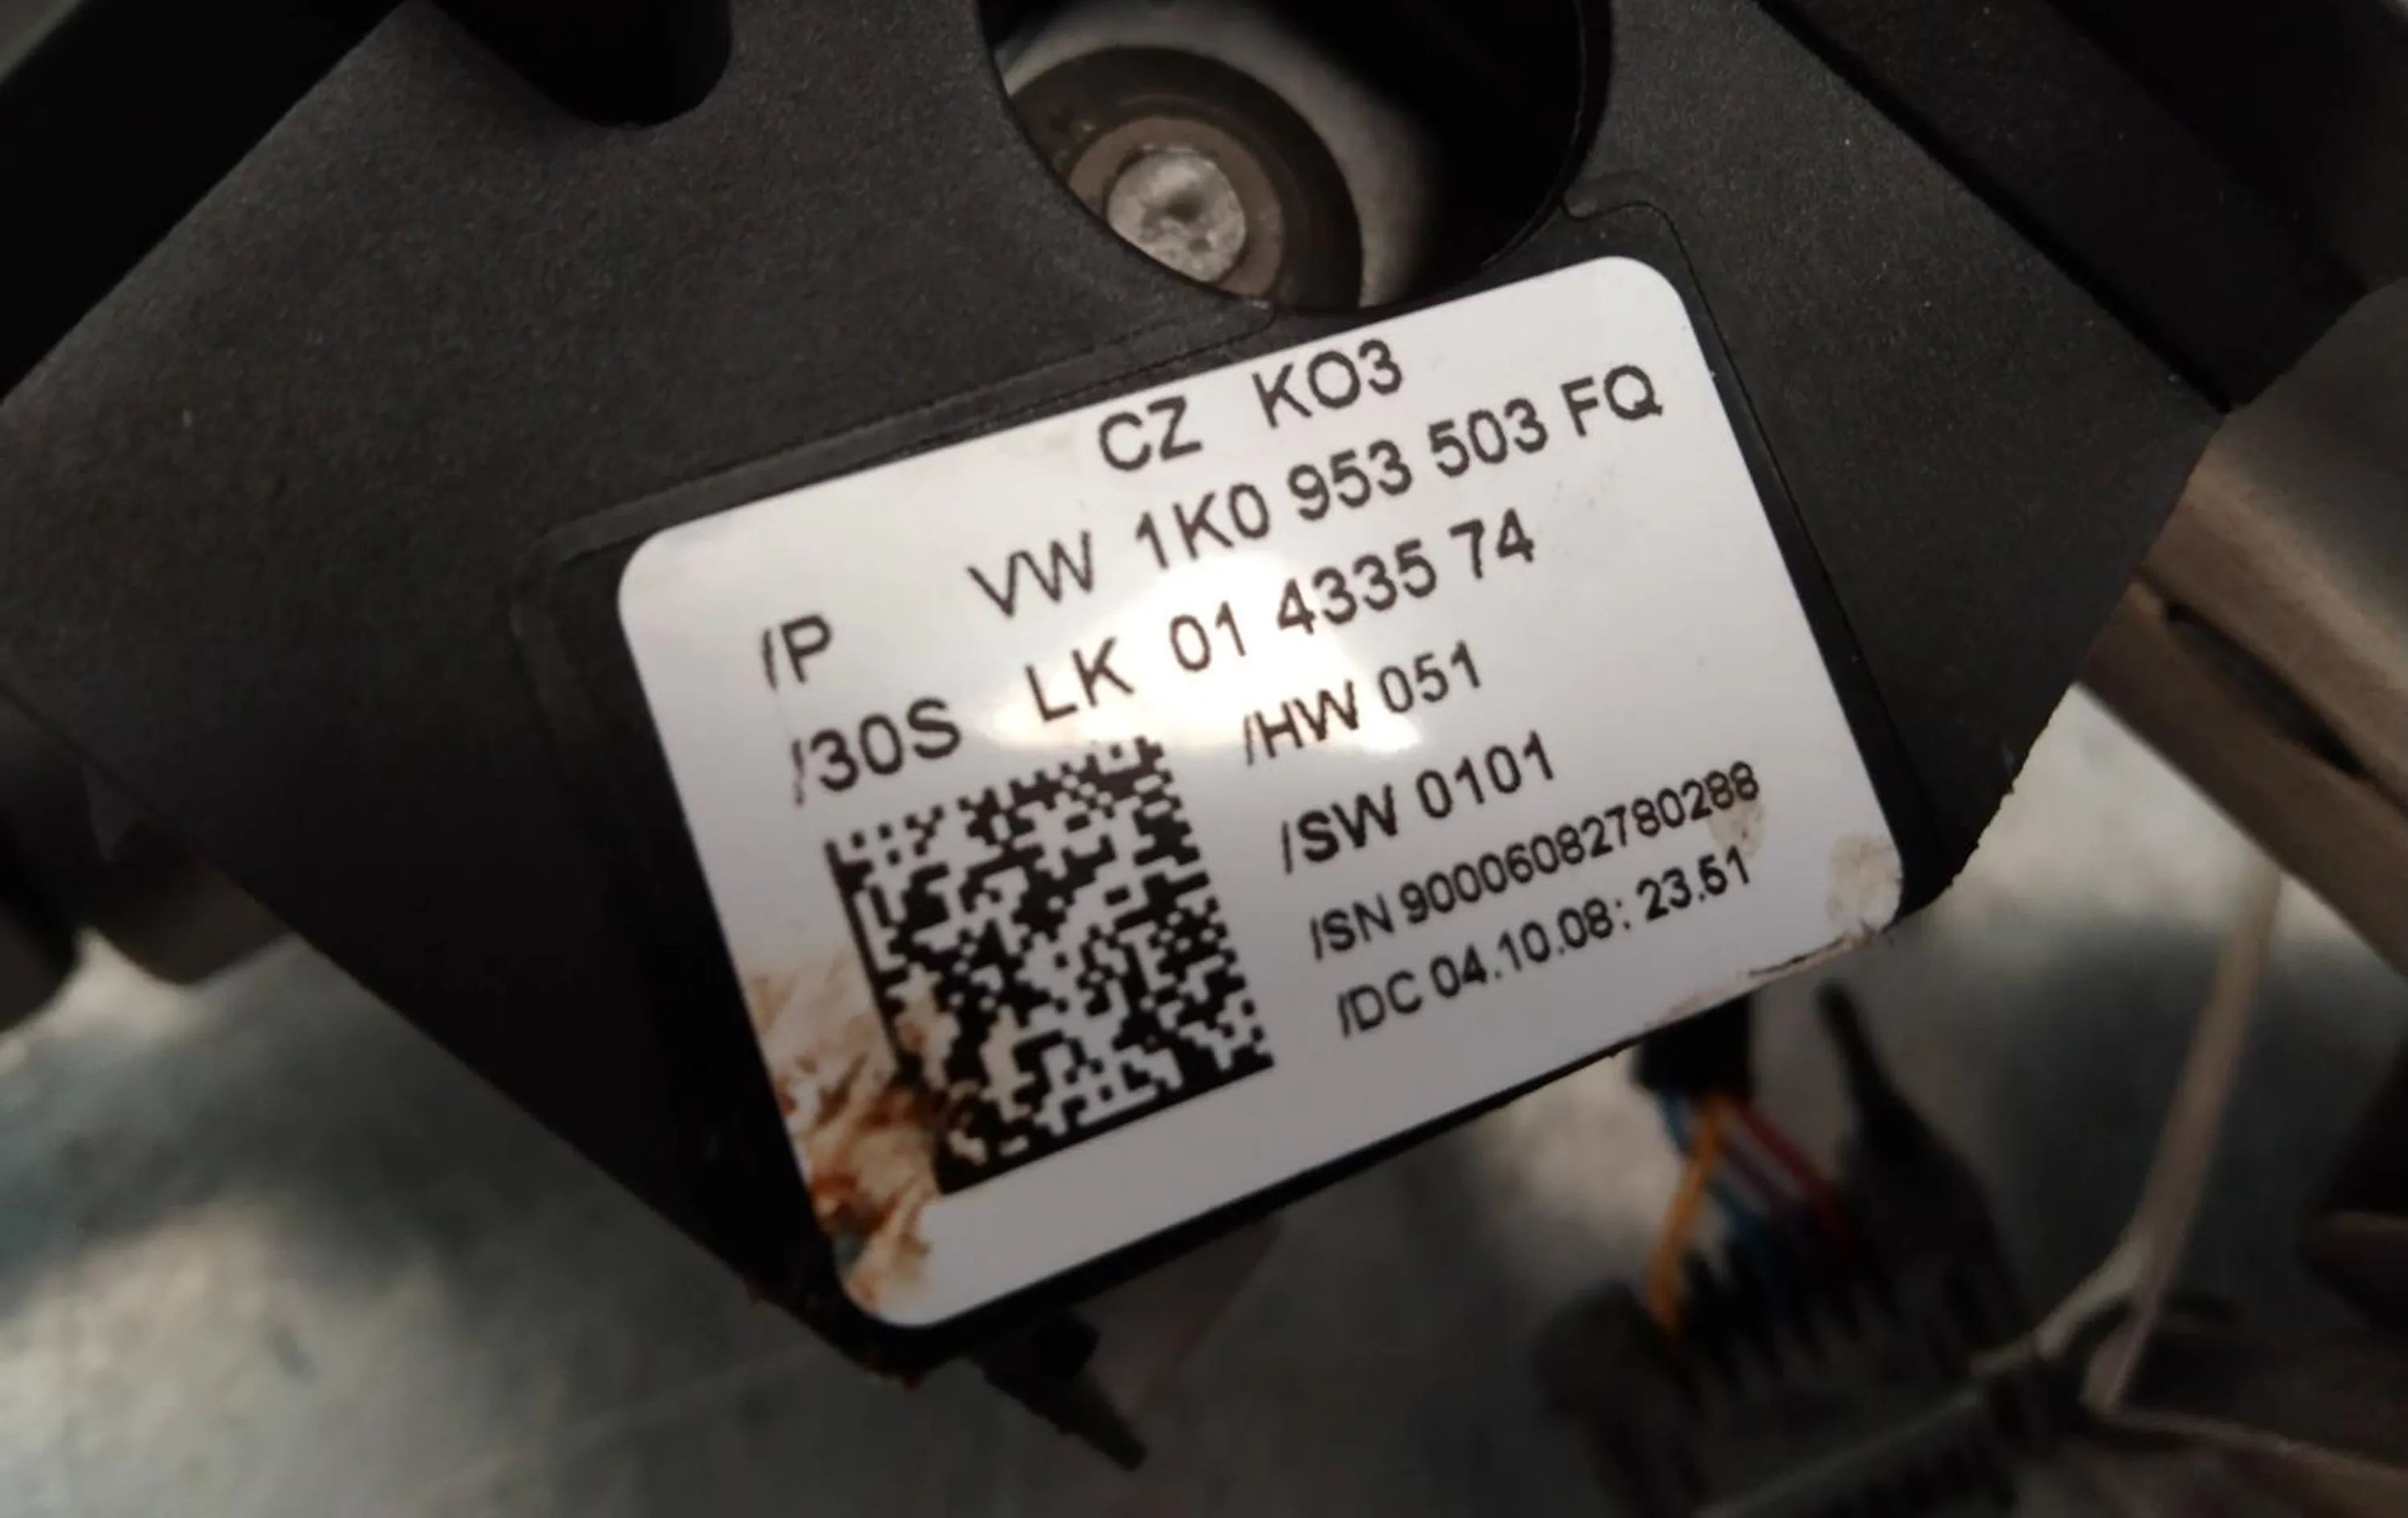 CZ KO3
/P VW 1K0 953 503 FQ
/30S LK 01 4335 74
/HW 051
/SW 0101
/SN 90006082780288
/DC 04.10.08: 23.51